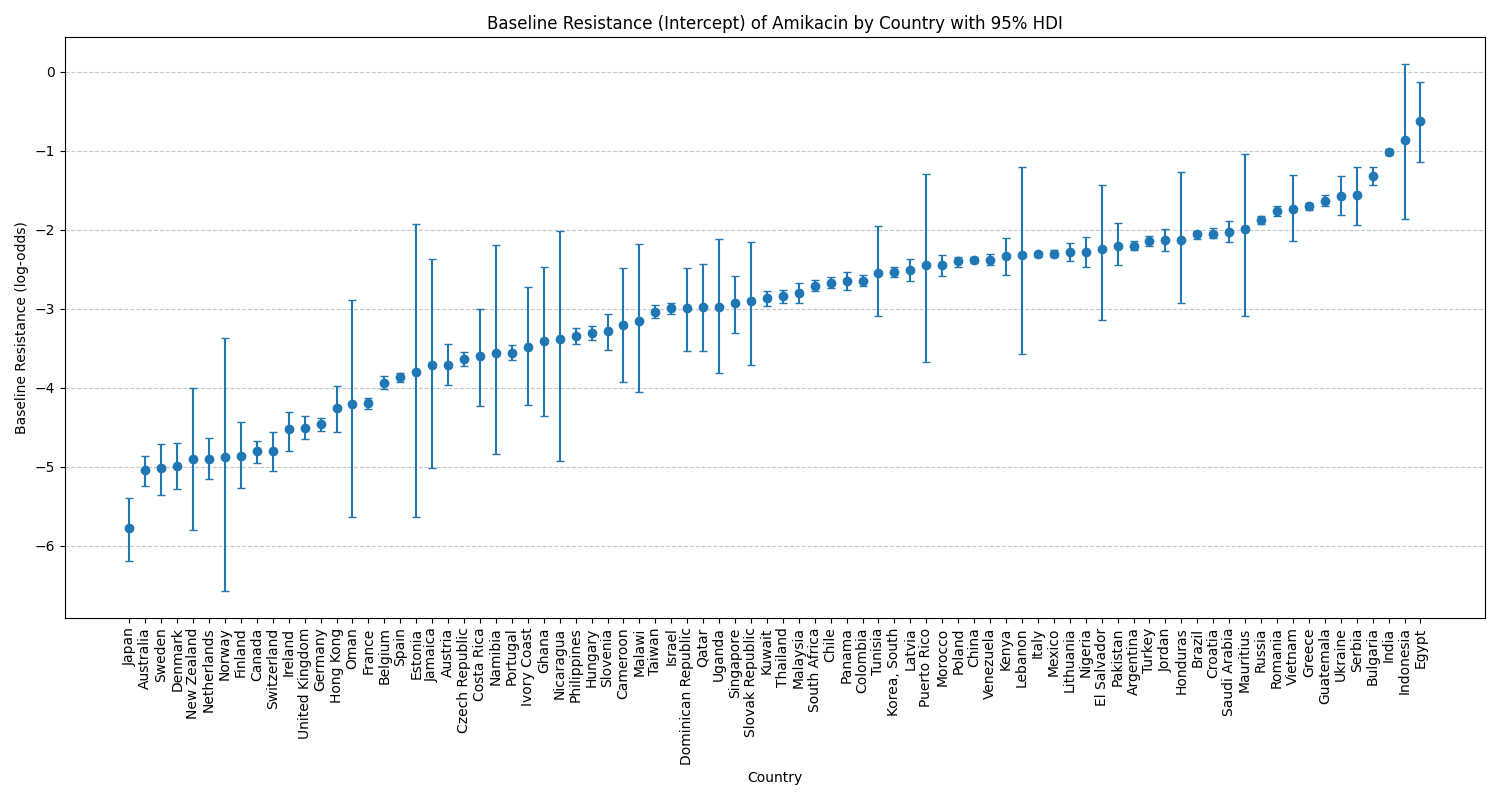 Baseline Resistance (Intercept) of Amikacin by Country with 95% HDI
Baseline Resistance (log-odds)
0
−1
−2
−3
−4
−5
−6
Japan
Australia
Sweden
Denmark
New Zealand
Netherlands
Norway
Finland
Canada
Switzerland
Ireland
United Kingdom
Germany
Hong Kong
Oman
France
Belgium
Spain
Estonia
Jamaica
Austria
Czech Republic
Costa Rica
Namibia
Portugal
Ivory Coast
Ghana
Nicaragua
Philippines
Hungary
Slovenia
Cameroon
Malawi
Taiwan
Israel
Dominican Republic
Qatar
Uganda
Singapore
Slovak Republic
Kuwait
Thailand
Malaysia
South Africa
Chile
Panama
Colombia
Tunisia
Korea, South
Latvia
Puerto Rico
Morocco
Poland
China
Venezuela
Kenya
Lebanon
Italy
Mexico
Lithuania
Nigeria
El Salvador
Pakistan
Argentina
Turkey
Jordan
Honduras
Brazil
Croatia
Saudi Arabia
Mauritius
Russia
Romania
Vietnam
Greece
Guatemala
Ukraine
Serbia
Bulgaria
India
Indonesia
Egypt
Country